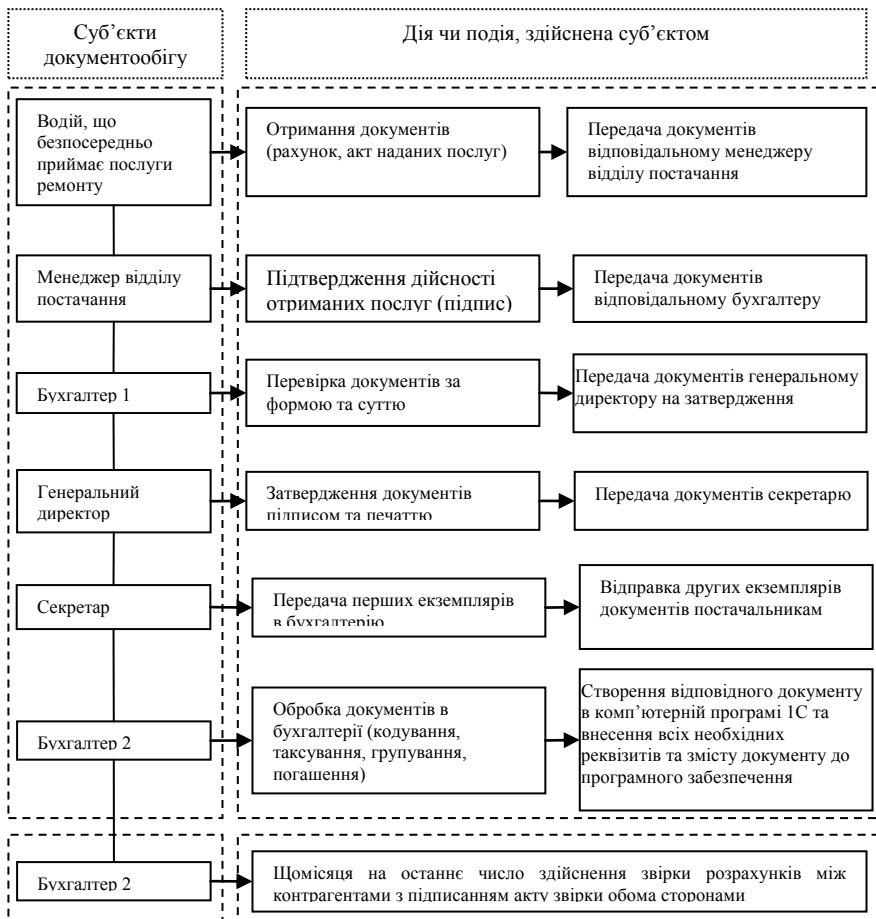 Суб’єкти
документообігу
Дія чи подія, здійснена суб’єктом
Водій, що
безпосередньо
приймає послуги
ремонту
Отримання документів
(рахунок, акт наданих послуг)
Передача документів
відповідальному менеджеру
відділу постачання
Менеджер відділу
постачання
Підтвердження дійсності
отриманих послуг (підпис)
Передача документів
відповідальному бухгалтеру
Бухгалтер 1
Перевірка документів за
формою та суттю
Передача документів генеральному
директору на затвердження
Генеральний
директор
Затвердження документів
підписом та печаттю
Передача документів секретарю
Секретар
Передача перших екземплярів
в бухгалтерію
Відправка других екземплярів
документів постачальникам
Бухгалтер 2
Обробка документів в
бухгалтерії (кодування,
таксування, групування,
погашення)
Створення відповідного документу
в комп’ютерній програмі 1С та
внесення всіх необхідних
реквізитів та змісту документу до
програмного забезпечення
Бухгалтер 2
Щомісяця на останнє число здійснення звірки розрахунків між
контрагентами з підписанням акту звірки обома сторонами